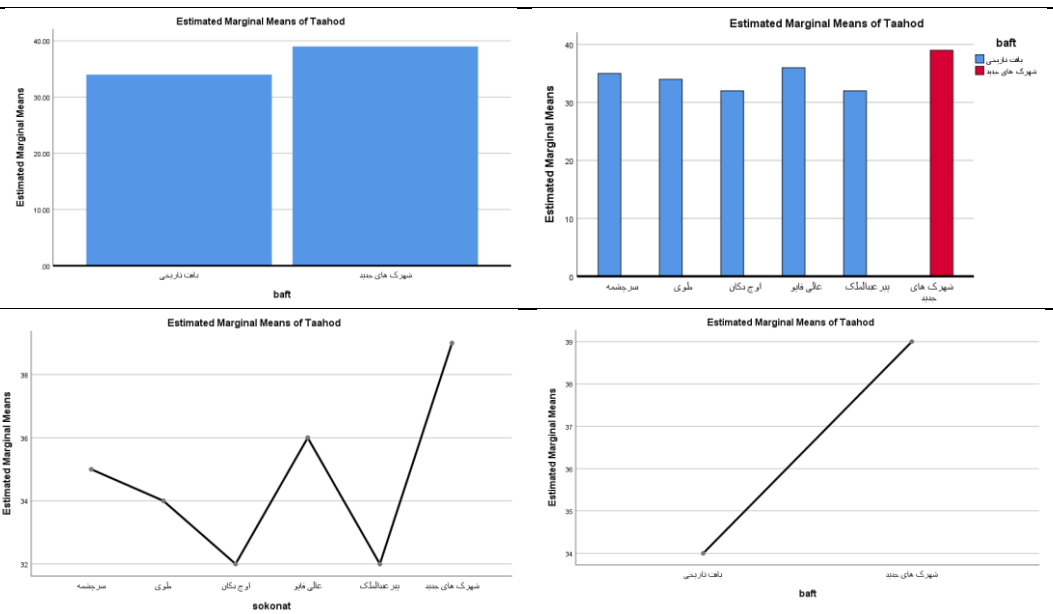 Estimated Marginal Means of Taahod
Estimated Marginal Means
40.00
30.00
20.00
10.00
.00
بافت تاریخی
شهرک های جدید
baft
Estimated Marginal Means of Taahod
Estimated Marginal Means
40
30
20
10
0
سرچشمه
طوی
اوچ دکان
عالی قاپو
پیر عبدالملک
شهرک های
جدید
baft
بافت تاریخی
شهرک های جدید
Estimated Marginal Means of Taahod
Estimated Marginal Means
38
36
34
32
سرچشمه
طوی
اوچ دکان
عالی قاپو
پیر عبدالملک
شهرک های جدید
sokonat
Estimated Marginal Means of Taahod
Estimated Marginal Means
39
38
37
36
35
34
بافت تاریخی
شهرک های جدید
baft